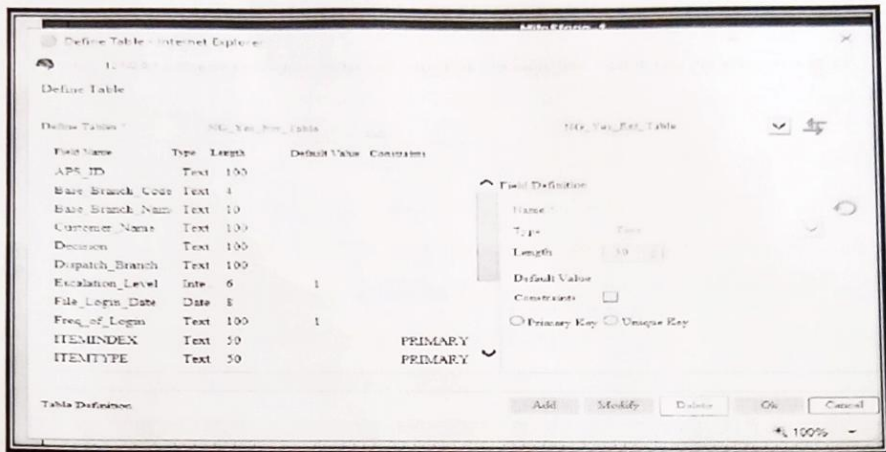 Define Table - Internet Explorer
Define Table
Define Tables *
Field Name Type Length Default Value Constraint
APS_ID Text 100
Base_Branch_Code Text 4
Base_Branch_Nam Text 10
Customer_Name Text 100
Decision Text 100
Dispatch_Branch Text 100
Escalation_Level Inte 6 1
File_Login_Date Date 8
Freq_of_Login Text 100 1
ITEMINDEX Text 50 PRIMARY
ITEMTYPE Text 50 PRIMARY
Field Definition
Name *
Type Text
Length
Default Value
Constraints
Primary Key Unique Key
Table Definition Add Modify Delete Ok Cancel
100%